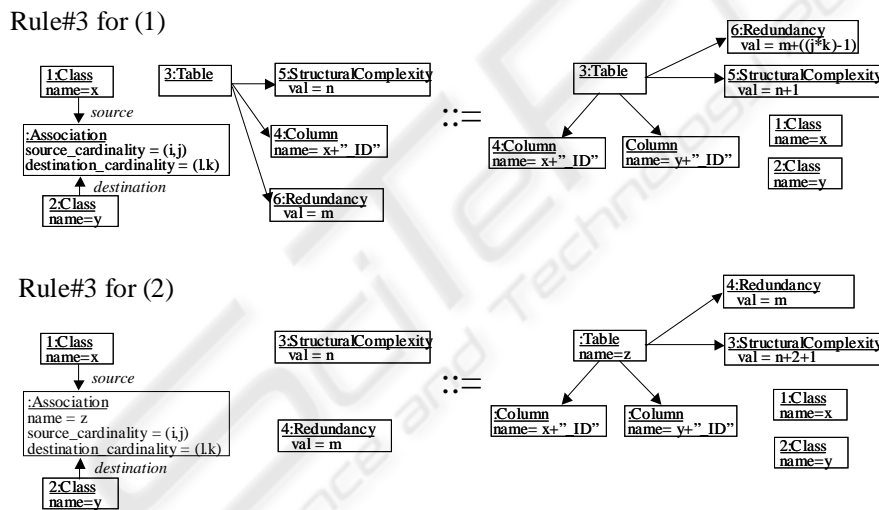 Rule#3 for (1)
1:Class
name=x
source
:Association
source_cardinality = (i,j)
destination_cardinality = (l.k)
destination
2:Class
name=y
3:Table
5:StructuralComplexity
val = n
4:Column
name= x+"_ID"
6:Redundancy
val = m
::=
6:Redundancy
val = m+((j*k)-1)
3:Table
5:StructuralComplexity
val = n+1
4:Column
name= x+"_ID"
Column
name= y+"_ID"
1:Class
name=x
2:Class
name=y
Rule#3 for (2)
1:Class
name=x
source
:Association
name = z
source_cardinality = (i,j)
destination_cardinality = (l.k)
destination
2:Class
name=y
3:StructuralComplexity
val = n
4:Redundancy
val = m
::=
4:Redundancy
val = m
:Table
name=z
3:StructuralComplexity
val = n+2+1
:Column
name= x+"_ID"
:Column
name= y+"_ID"
1:Class
name=x
2:Class
name=y